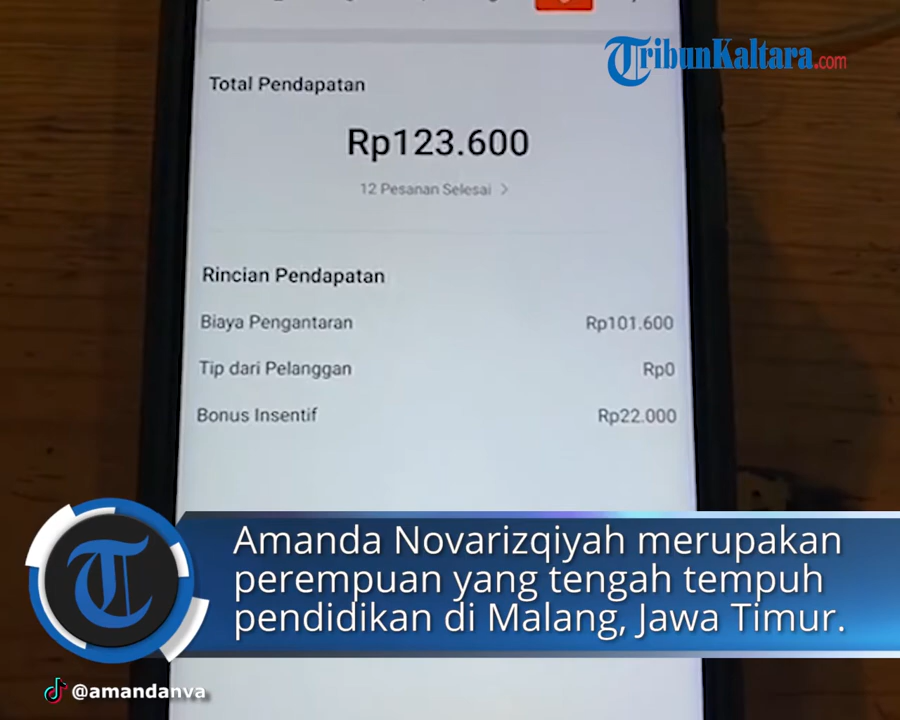 TribunKaltara.com
Total Pendapatan
Rp123.600
12 Pesanan Selesai >
Rincian Pendapatan
Biaya Pengantaran Rp101.600
Tip dari Pelanggan Rp0
Bonus Insentif Rp22.000
Amanda Novarizqiyah merupakan
perempuan yang tengah tempuh
pendidikan di Malang, Jawa Timur.
@amandanva